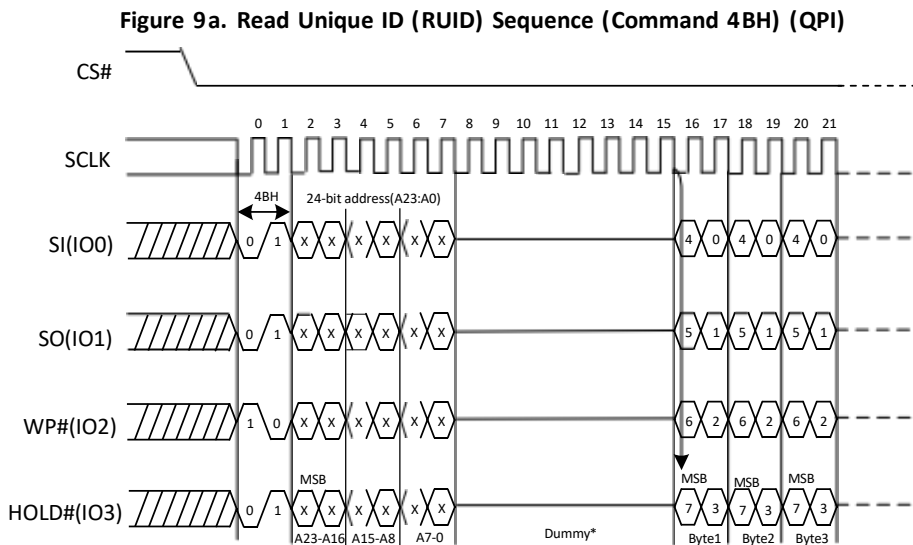 Figure 9a. Read Unique ID (RUID) Sequence (Command 4BH) (QPI)
CS#
0 1 2 3 4 5 6 7 8 9 10 11 12 13 14 15 16 17 18 19 20 21
SCLK
4BH 24-bit address(A23:A0)
SI(IO0) 0 1 X X X X X X 4 0 4 0 4 0
SO(IO1) 0 1 X X X X X X 5 1 5 1 5 1
WP#(IO2) 1 0 X X X X X X 6 2 6 2 6 2
MSB MSB MSB MSB
HOLD#(IO3) 0 1 X X X X X X 7 3 7 3 7 3
A23-A16 A15-A8 A7-0 Dummy* Byte1 Byte2 Byte3